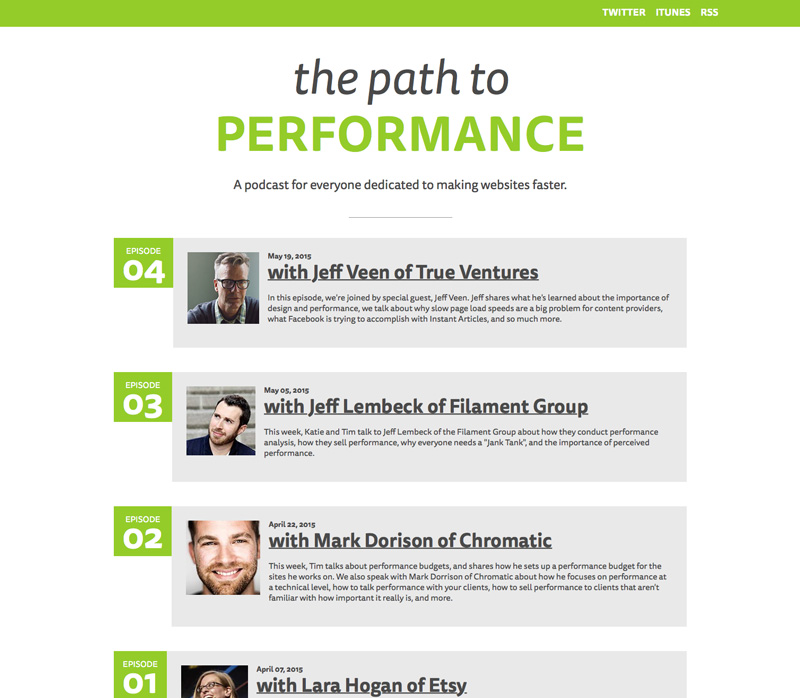 TWITTER ITUNES RSS
the path to
PERFORMANCE
A podcast for everyone dedicated to making websites faster.
EPISODE
04
May 19, 2015
with Jeff Veen of True Ventures
In this episode, we're joined by special guest, Jeff Veen. Jeff shares what he's learned about the importance of
design and performance, we talk about why slow page load speeds are a big problem for content providers,
what Facebook is trying to accomplish with Instant Articles, and so much more.
EPISODE
03
May 05, 2015
with Jeff Lembeck of Filament Group
This week, Katie and Tim talk to Jeff Lembeck of the Filament Group about how they conduct performance
analysis, how they sell performance, why everyone needs a "Jank Tank", and the importance of perceived
performance.
EPISODE
02
April 22, 2015
with Mark Dorison of Chromatic
This week, Tim talks about performance budgets, and shares how he sets up a performance budget for the
sites he works on. We also speak with Mark Dorrison of Chromatic about how he focuses on performance at
a technical level, how to talk performance with your clients, how to sell performance to clients that aren't
familiar with how important it really is, and more.
EPISODE
01
April 07, 2015
with Lara Hogan of Etsy